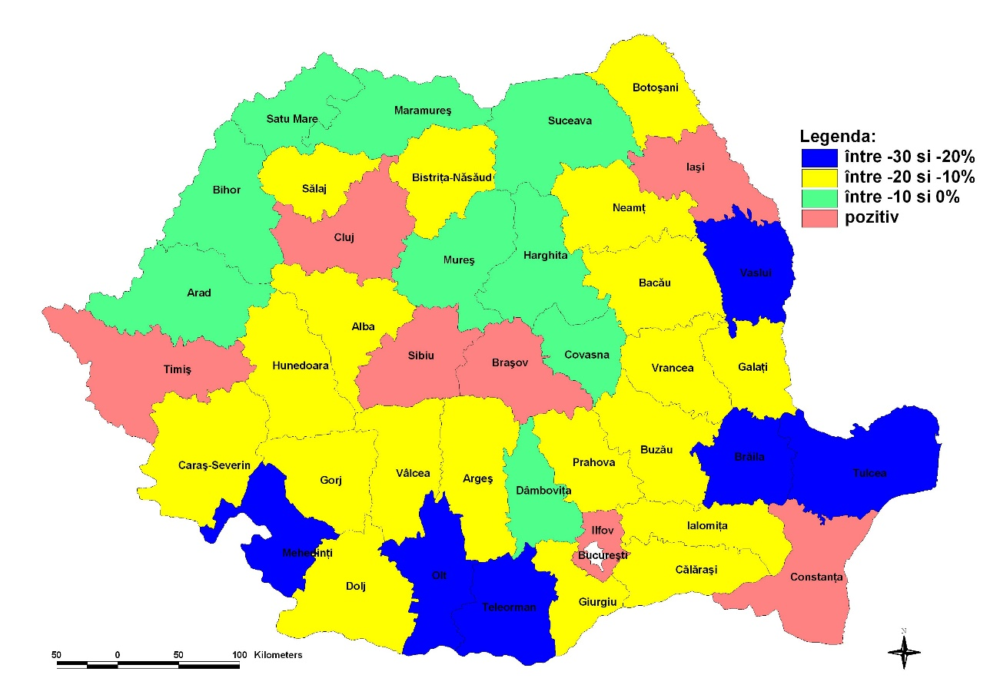 Botoşani
Maramureş
Satu Mare
Suceava
Legenda:
între -30 si -20%
între -20 si -10%
între -10 si 0%
pozitiv
Iaşi
Bistriţa-Năsăud
Sălaj
Bihor
Neamţ
Cluj
Harghita
Mureş
Vaslui
Bacău
Arad
Alba
Sibiu
Braşov
Covasna
Hunedoara
Timiş
Vrancea
Galaţi
Buzău
Brăila
Prahova
Caraş-Severin
Vâlcea
Argeş
Gorj
Tulcea
Dâmboviţa
Ialomiţa
Ilfov
Mehedinţi
Bucureşti
Călăraşi
Olt
Constanţa
Dolj
Giurgiu
Teleorman
N
50 0 50 100 Kilometers